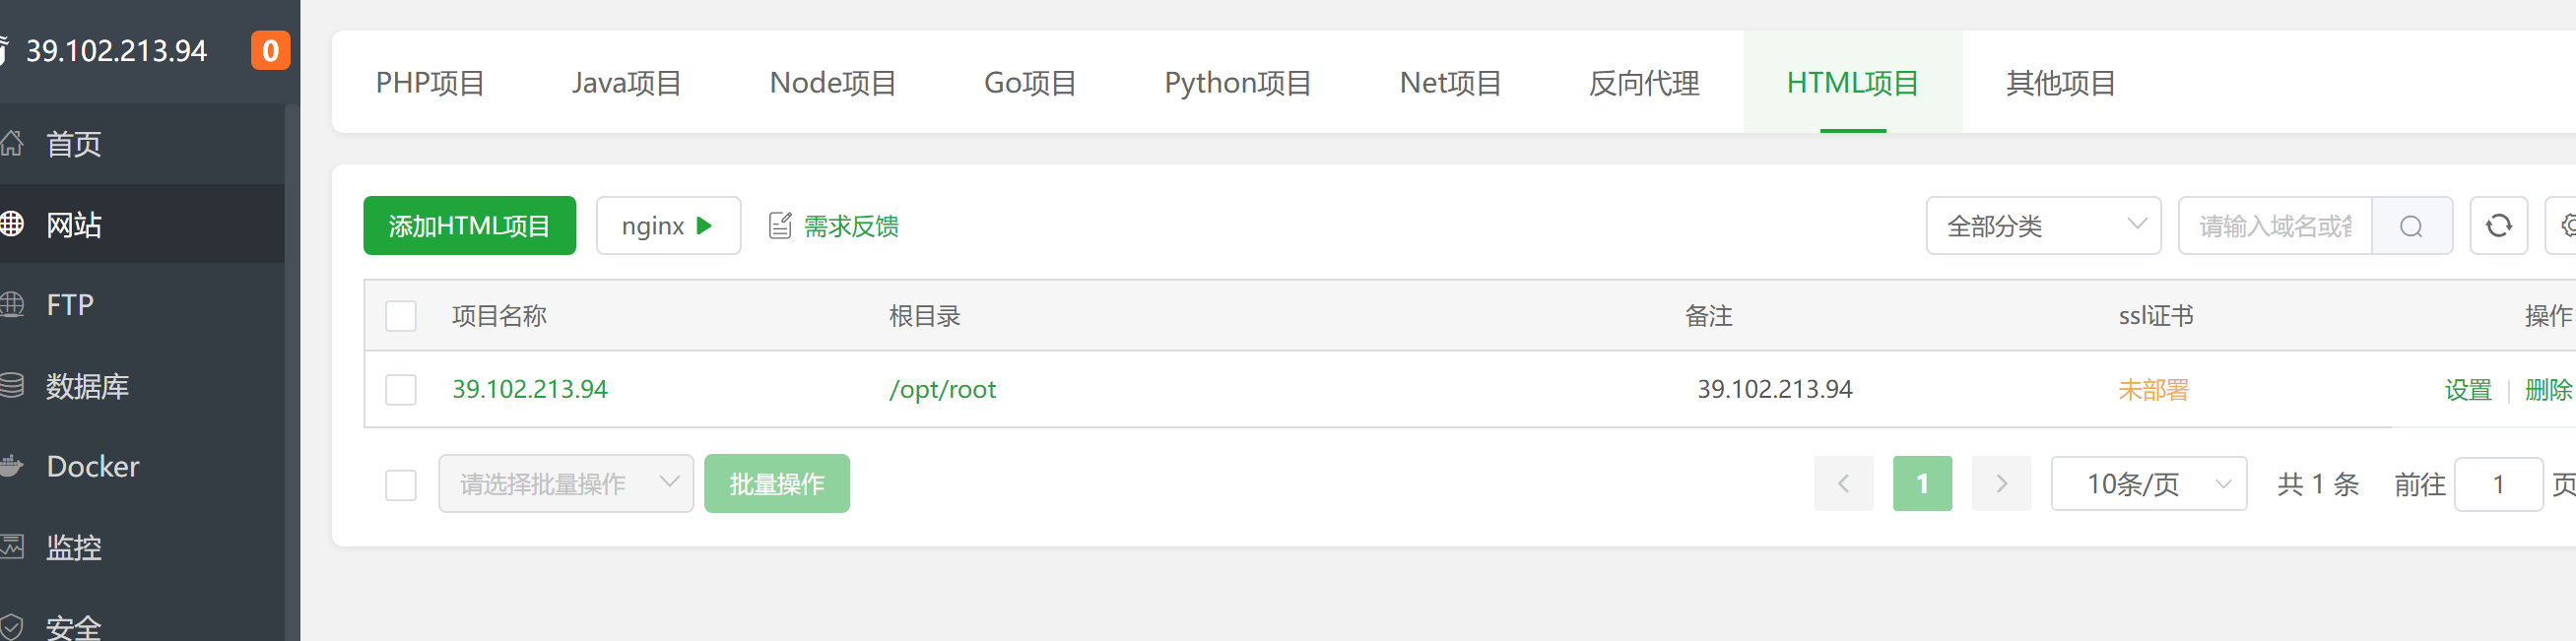 39.102.213.94 0
首页
网站
FTP
数据库
Docker
监控
安全
PHP项目 Java项目 Node项目 Go项目 Python项目 Net项目 反向代理 HTML项目 其他项目
添加HTML项目 nginx 需求反馈 全部分类 请输入域名或备
项目名称 根目录 备注 ssl证书 操作
39.102.213.94 /opt/root 39.102.213.94 未部署 设置 | 删除
请选择批量操作 批量操作 1 10条/页 共 1 条 前往 1 页